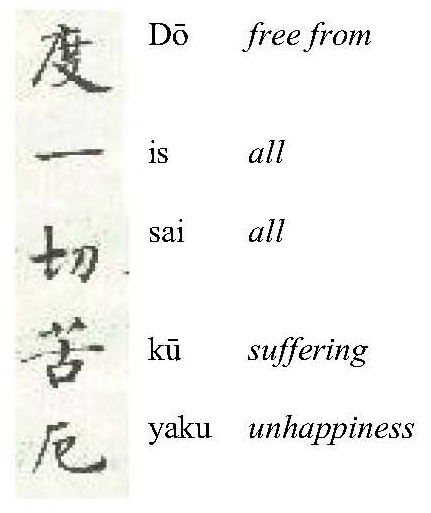 度 Dō free from
一 is all
切 sai all
苦 kū suffering
厄 yaku unhappiness